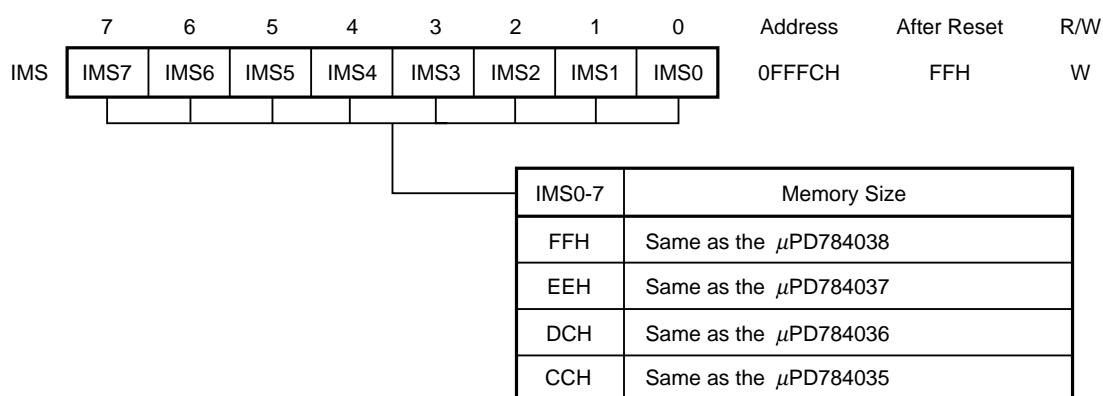 7 6 5 4 3 2 1 0 Address After Reset R/W
IMS IMS7 IMS6 IMS5 IMS4 IMS3 IMS2 IMS1 IMS0 0FFFCH FFH W
IMS0-7 Memory Size
FFH Same as the μPD784038
EEH Same as the μPD784037
DCH Same as the μPD784036
CCH Same as the μPD784035